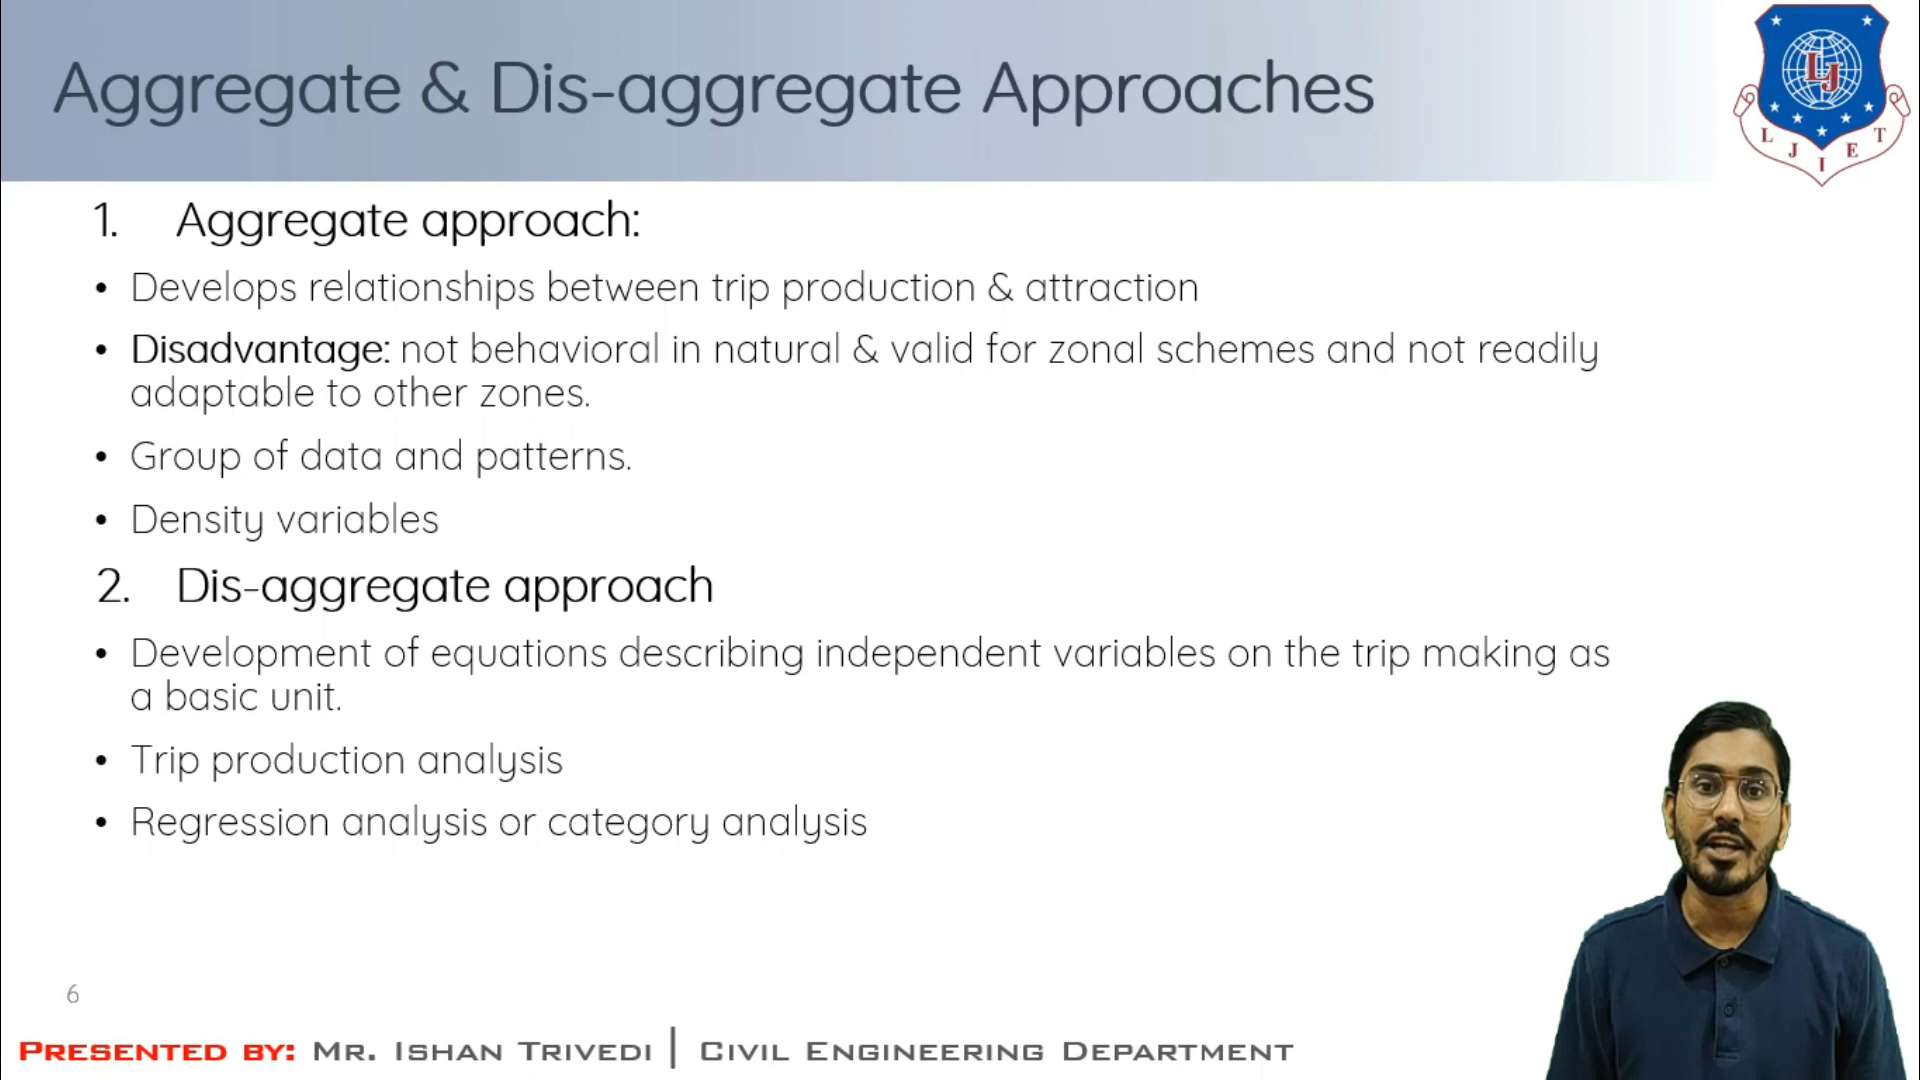 Aggregate & Dis-aggregate Approaches
LJ
L J I E T
1. Aggregate approach:
• Develops relationships between trip production & attraction
• Disadvantage: not behavioral in natural & valid for zonal schemes and not readily
adaptable to other zones.
• Group of data and patterns.
• Density variables
2. Dis-aggregate approach
• Development of equations describing independent variables on the trip making as
a basic unit.
• Trip production analysis
• Regression analysis or category analysis
6
PRESENTED BY: MR. ISHAN TRIVEDI | CIVIL ENGINEERING DEPARTMENT